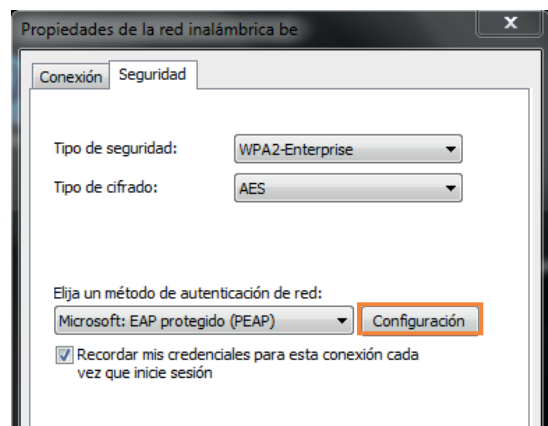 Propiedades de la red inalámbrica be
x
Conexión
Seguridad
Tipo de seguridad:
WPA2-Enterprise
Tipo de cifrado:
AES
Elija un método de autenticación de red:
Microsoft: EAP protegido (PEAP)
Configuración
Recordar mis credenciales para esta conexión cada
vez que inicie sesión